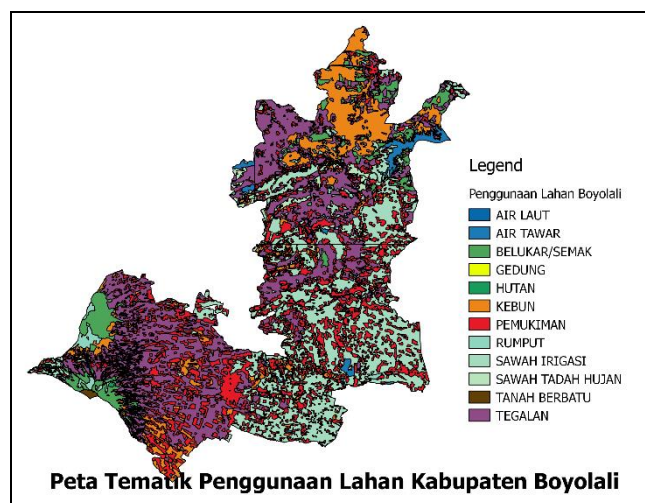 Legend
Penggunaan Lahan Boyolali
AIR LAUT
AIR TAWAR
BELUKAR/SEMAK
GEDUNG
HUTAN
KEBUN
PEMUKIMAN
RUMPUT
SAWAH IRIGASI
SAWAH TADAH HUJAN
TANAH BERBATU
TEGALAN
Peta Tematik Penggunaan Lahan Kabupaten Boyolali